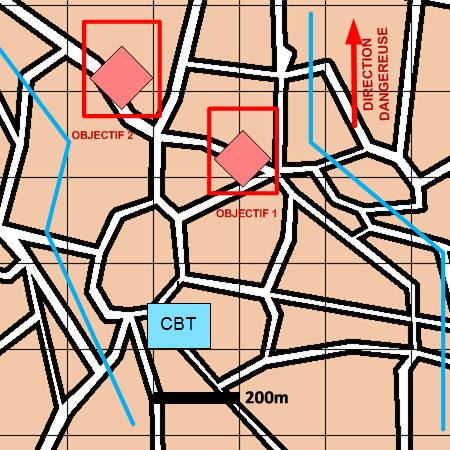 DIRECTION
DANGEREUSE
OBJECTIF 2
OBJECTIF 1
CBT
200m